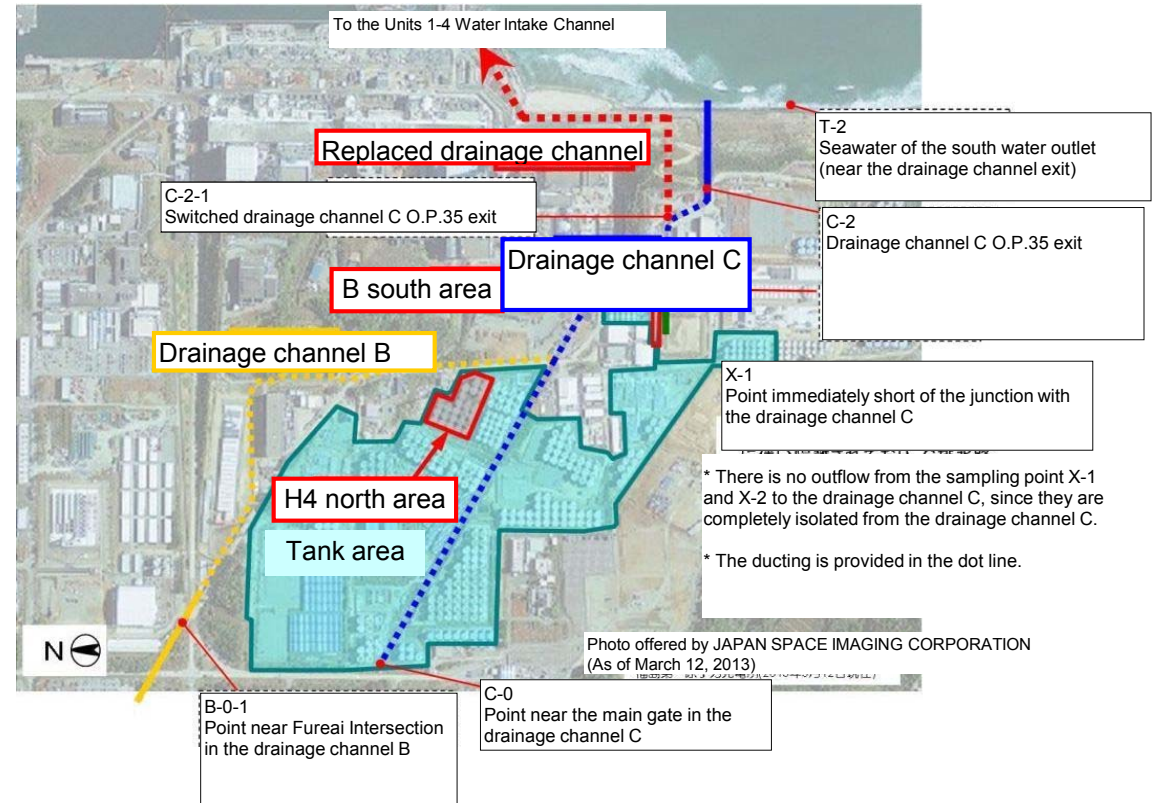 To the Units 1-4 Water Intake Channel
T-2
Seawater of the south water outlet
(near the drainage channel exit)
Replaced drainage channel
C-2-1
Switched drainage channel C O.P.35 exit
C-2
Drainage channel C O.P.35 exit
Drainage channel C
B south area
Drainage channel B
X-1
Point immediately short of the junction with
the drainage channel C
* There is no outflow from the sampling point X-1
and X-2 to the drainage channel C, since they are
completely isolated from the drainage channel C.
* The ducting is provided in the dot line.
H4 north area
Tank area
N
Photo offered by JAPAN SPACE IMAGING CORPORATION
(As of March 12, 2013)
B-0-1
Point near Fureai Intersection
in the drainage channel B
C-0
Point near the main gate in the
drainage channel C